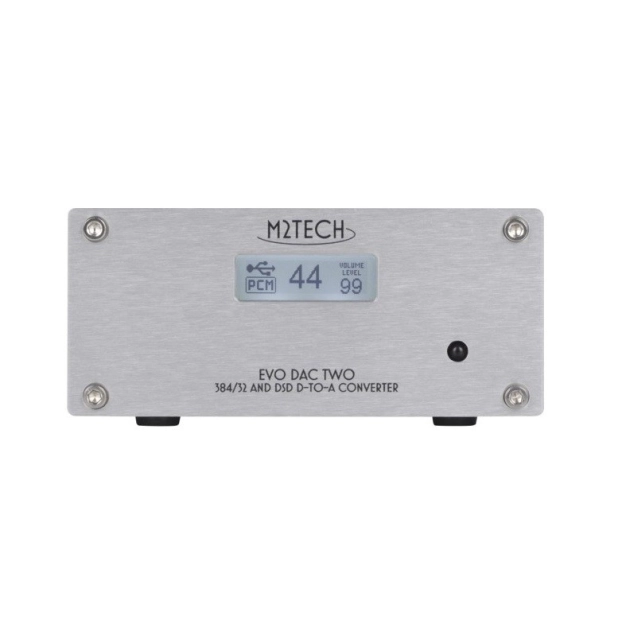 M2TECH
44
VOLUME
LEVEL
PCM
99
EVO DAC TWO
384/32 AND DSD D-TO-A CONVERTER